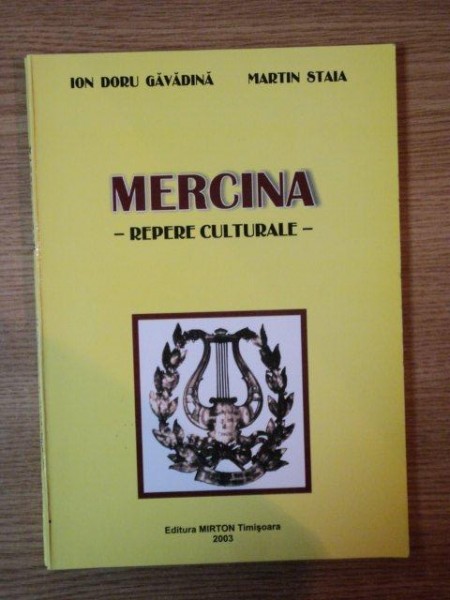 ION DORU GĂVĂDINĂ MARTIN STAIA
MERCINA
– REPERE CULTURALE –
Editura MIRTON Timişoara
2003